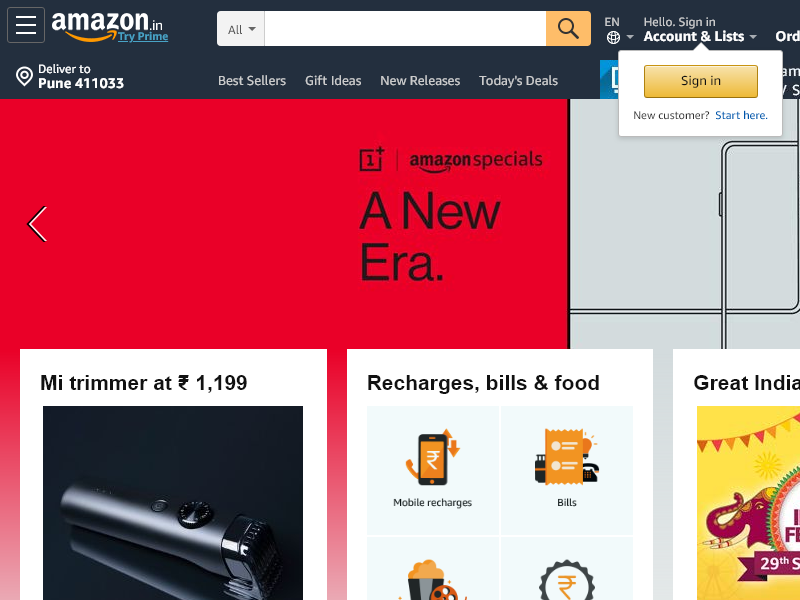 amazon.in
Try Prime
All
EN
Hello. Sign in
Account & Lists
Deliver to
Pune 411033
Best Sellers
Gift Ideas
New Releases
Today's Deals
Sign in
New customer? Start here.
1+
amazonspecials
A New
Era.
Mi trimmer at ₹ 1,199
Recharges, bills & food
Mobile recharges
Bills
Great India
29th S